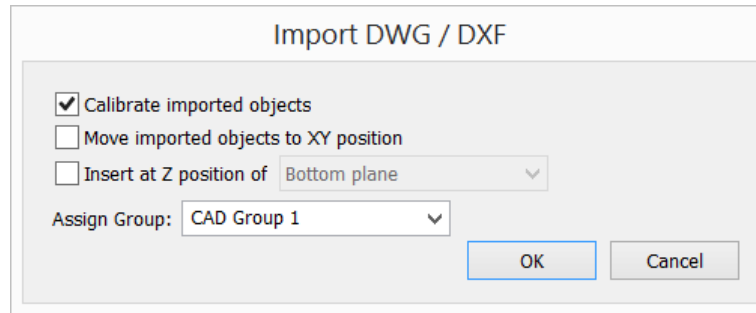 Import DWG / DXF
Calibrate imported objects
Move imported objects to XY position
Insert at Z position of Bottom plane
Assign Group: CAD Group 1
OK Cancel